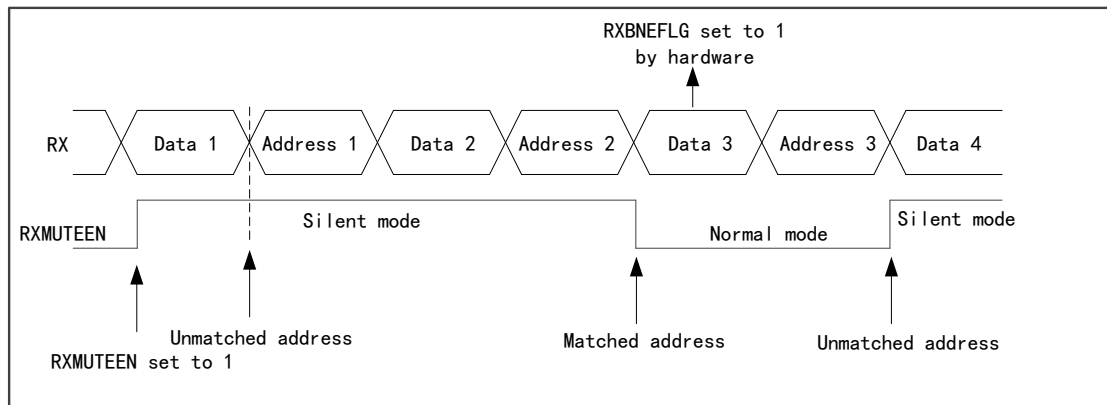 RXBNEFLG set to 1
by hardware
RX
Data 1
Address 1
Data 2
Address 2
Data 3
Address 3
Data 4
RXMUTEEN
Silent mode
Normal mode
Silent mode
Unmatched address
Matched address
Unmatched address
RXMUTEEN set to 1